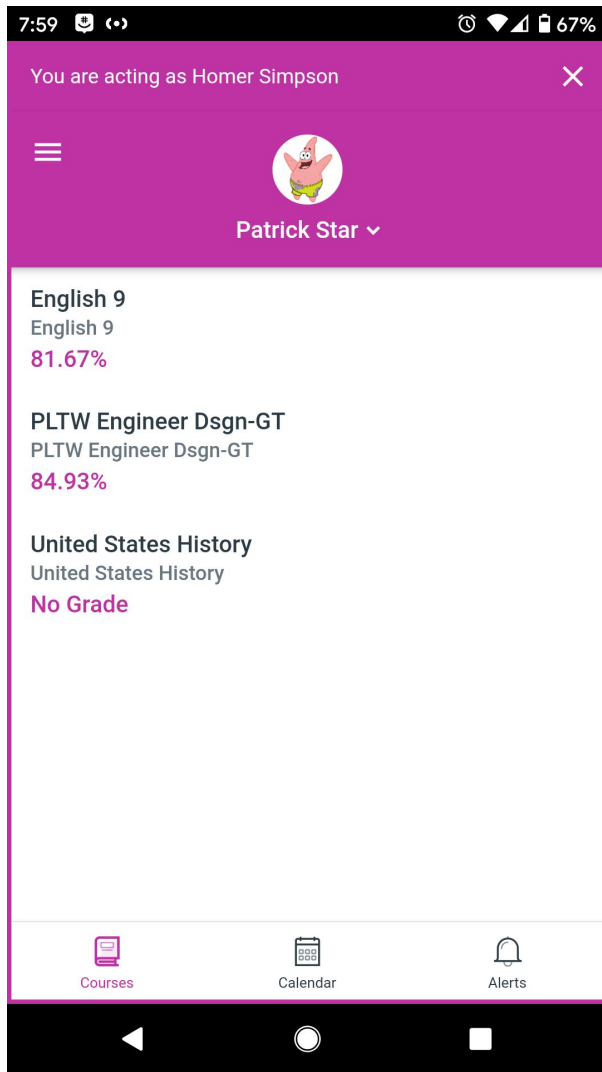 7:59
67%
You are acting as Homer Simpson
Patrick Star
English 9
English 9
81.67%
PLTW Engineer Dsgn-GT
PLTW Engineer Dsgn-GT
84.93%
United States History
United States History
No Grade
Courses
Calendar
Alerts